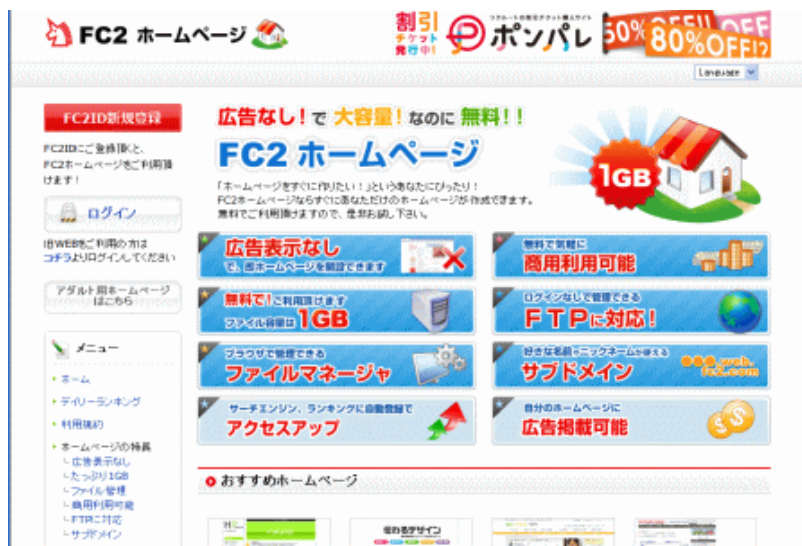 FC2 ホームページ
割引
チケット
発行中!
ポンパレ
50%OFF!!
80%OFF!?
OFF
Language
FC2ID新規登録
FC2IDにご登録頂くと、
FC2ホームページをご利用頂
けます!
ログイン
旧WEBをご利用の方は
コチラよりログインしてください
アダルト用ホームページ
はこちら
メニュー
ホーム
デイリーランキング
利用規約
ホームページの特長
広告表示なし
たっぷり1GB
ファイル管理
商用利用可能
FTPに対応
サブドメイン
広告なし!で大容量!なのに無料!!
FC2 ホームページ
「ホームページをすぐに作りたい!」というあなたにぴったり!
FC2ホームページならすぐにあなただけのホームページが作成できます。
無料でご利用頂けますので、是非お試し下さい。
1GB
広告表示なし
で、即ホームページを開設できます
無料で気軽に
商用利用可能
無料で!ご利用頂けます
ファイル容量は1GB
ログインなしで管理できる
FTPに対応!
ブラウザで管理できる
ファイルマネージャ
好きな名前・ニックネームが使える
サブドメイン
●●●.web.
fc2.com
サーチエンジン、ランキングに自動登録で
アクセスアップ
自分のホームページに
広告掲載可能
おすすめホームページ
伝わるデザイン